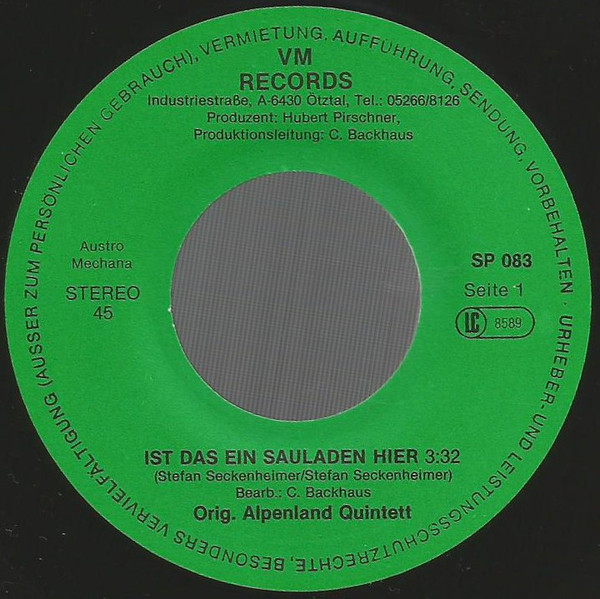 VM
RECORDS
Industriestraße, A-6430 Ötztal, Tel.: 05266/8126
Produzent: Hubert Pirschner,
Produktionsleitung: C. Backhaus
Austro
Mechana
STEREO
45
SP 083
Seite 1
LC 8589
IST DAS EIN SAULADEN HIER 3:32
(Stefan Seckenheimer/Stefan Seckenheimer)
Bearb.: C. Backhaus
Orig. Alpenland Quintett
URHEBER- UND LEISTUNGSSCHUTZRECHTE, BESONDERS VERVIELFÄLTIGUNG (AUSSER ZUM PERSÖNLICHEN GEBRAUCH), VERMIETUNG, AUFFÜHRUNG, SENDUNG, VORBEHALTEN ·